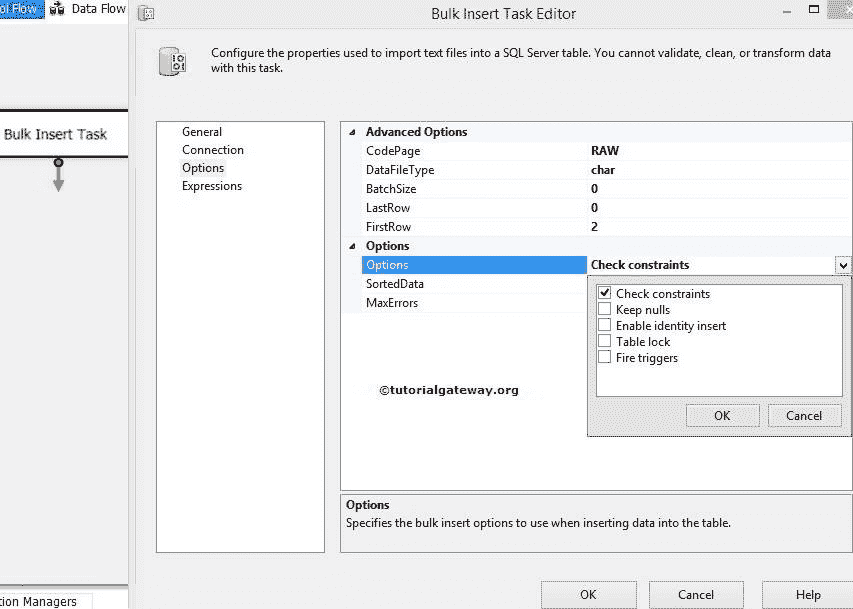 ol Flow
Data Flow
Bulk Insert Task Editor
Configure the properties used to import text files into a SQL Server table. You cannot validate, clean, or transform data
with this task.
Bulk Insert Task
General
Connection
Options
Expressions
Advanced Options
CodePage RAW
DataFileType char
BatchSize 0
LastRow 0
FirstRow 2
Options
Options Check constraints
SortedData
MaxErrors
Check constraints
Keep nulls
Enable identity insert
Table lock
Fire triggers
OK Cancel
©tutorialgateway.org
Options
Specifies the bulk insert options to use when inserting data into the table.
OK Cancel Help
tion Managers